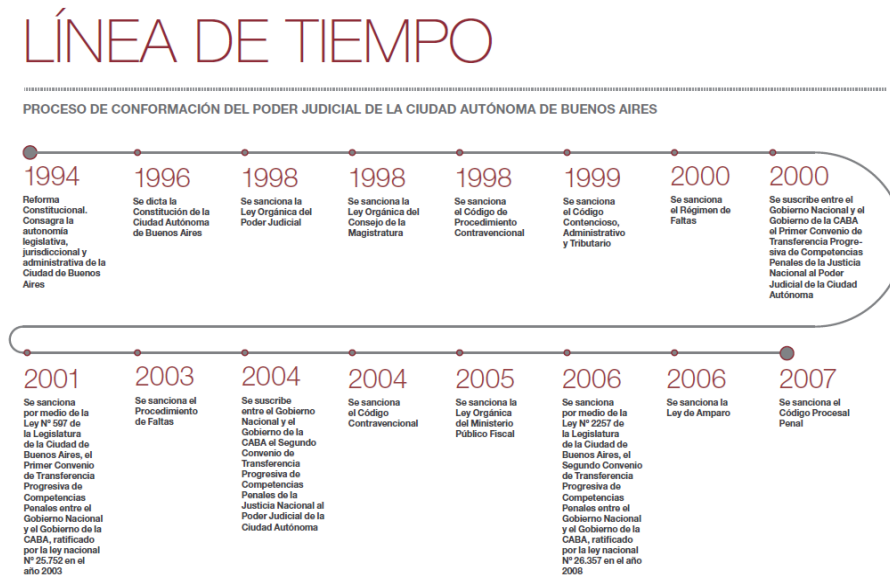 LÍNEA DE TIEMPO
PROCESO DE CONFORMACIÓN DEL PODER JUDICIAL DE LA CIUDAD AUTÓNOMA DE BUENOS AIRES
1994
Reforma
Constitucional.
Consagra la
autonomía
legislativa,
jurisdiccional y
administrativa de la
Ciudad de Buenos
Aires
1996
Se dicta la
Constitución de la
Ciudad Autónoma
de Buenos Aires
1998
Se sanciona la
Ley Orgánica del
Poder Judicial
1998
Se sanciona la
Ley Orgánica del
Consejo de la
Magistratura
1998
Se sanciona
el Código de
Procedimiento
Contravencional
1999
Se sanciona
el Código
Contencioso,
Administrativo
y Tributario
2000
Se sanciona
el Régimen de
Faltas
2000
Se suscribe entre el
Gobierno Nacional y el
Gobierno de la CABA
el Primer Convenio de
Transferencia Progre-
siva de Competencias
Penales de la Justicia
Nacional al Poder
Judicial de la Ciudad
Autónoma
2001
Se sanciona
por medio de la
Ley Nº 597 de
la Legislatura
de la Ciudad de
Buenos Aires, el
Primer Convenio
de Transferencia
Progresiva de
Competencias
Penales entre el
Gobierno Nacional
y el Gobierno de la
CABA, ratificado
por la ley nacional
Nº 25.752 en el
año 2003
2003
Se sanciona el
Procedimiento
de Faltas
2004
Se suscribe
entre el Gobierno
Nacional y el
Gobierno de la
CABA el Segundo
Convenio de
Transferencia
Progresiva de
Competencias
Penales de la
Justicia Nacional al
Poder Judicial de la
Ciudad Autónoma
2004
Se sanciona
el Código
Contravencional
2005
Se sanciona la
Ley Orgánica
del Ministerio
Público Fiscal
2006
Se sanciona
por medio de la
Ley Nº 2257 de
la Legislatura
de la Ciudad de
Buenos Aires, el
Segundo Convenio
de Transferencia
Progresiva de
Competencias
Penales entre el
Gobierno Nacional
y el Gobierno de la
CABA, ratificado
por la ley nacional
Nº 26.357 en el año
2008
2006
Se sanciona la
Ley de Amparo
2007
Se sanciona el
Código Procesal
Penal